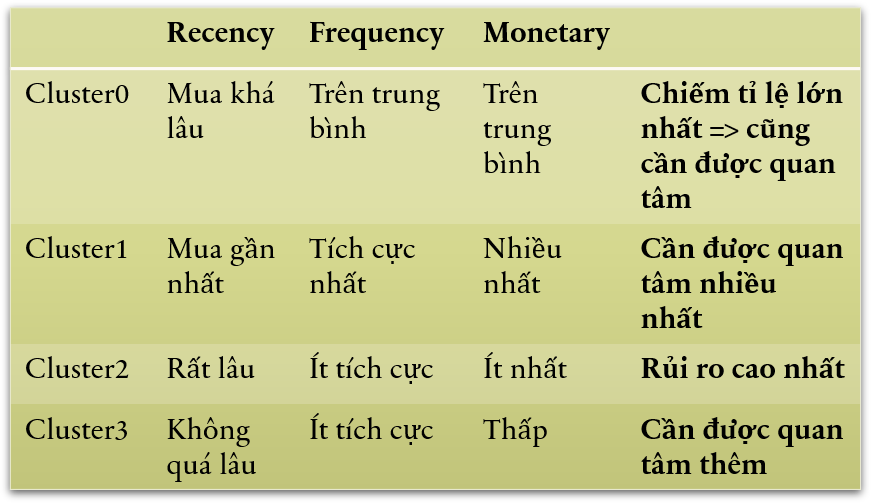 Recency Frequency Monetary
Cluster0 Mua khá Trên trung Trên Chiếm tỉ lệ lớn
lâu bình trung nhất => cũng
bình cần được quan
tâm
Cluster1 Mua gần Tích cực Nhiều Cần được quan
nhất nhất nhất tâm nhiều
nhất
Cluster2 Rất lâu Ít tích cực Ít nhất Rủi ro cao nhất
Cluster3 Không Ít tích cực Thấp Cần được quan
quá lâu tâm thêm